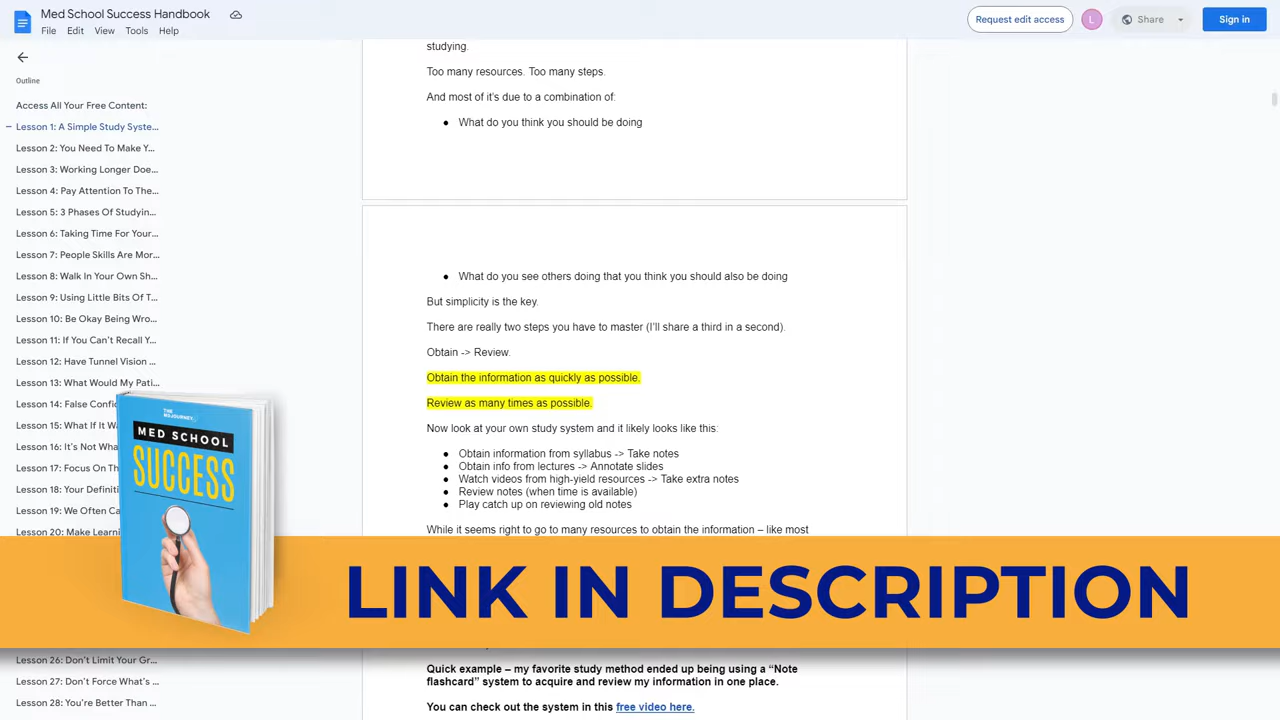 Med School Success Handbook
File Edit View Tools Help
Request edit access
L
Share
Sign in
Outline
Access All Your Free Content:
Lesson 1: A Simple Study Syste...
Lesson 2: You Need To Make Y...
Lesson 3: Working Longer Doe...
Lesson 4: Pay Attention To The...
Lesson 5: 3 Phases Of Studyin...
Lesson 6: Taking Time For Your...
Lesson 7: People Skills Are Mor...
Lesson 8: Walk In Your Own Sh...
Lesson 9: Using Little Bits Of T...
Lesson 10: Be Okay Being Wro...
Lesson 11: If You Can't Recall Y...
Lesson 12: Have Tunnel Vision ...
Lesson 13: What Would My Pati...
Lesson 14: False Confi
Lesson 15: What If It W
Lesson 16: It's Not Wha
Lesson 17: Focus On Th
Lesson 18: Your Definiti
Lesson 19: We Often Ca
Lesson 20: Make Learni
Lesson 26: Don't Limit Your Gr...
Lesson 27: Don't Force What's ...
Lesson 28: You're Better Than ...
studying.
Too many resources. Too many steps.
And most of it's due to a combination of:
● What do you think you should be doing
● What do you see others doing that you think you should also be doing
But simplicity is the key.
There are really two steps you have to master (I'll share a third in a second).
Obtain -> Review.
Obtain the information as quickly as possible.
Review as many times as possible.
Now look at your own study system and it likely looks like this:
● Obtain information from syllabus -> Take notes
● Obtain info from lectures -> Annotate slides
● Watch videos from high-yield resources -> Take extra notes
● Review notes (when time is available)
● Play catch up on reviewing old notes
While it seems right to go to many resources to obtain the information – like most
Quick example – my favorite study method ended up being using a “Note
flashcard” system to acquire and review my information in one place.
You can check out the system in this free video here.
THE
MDJOURNEY
MED SCHOOL
SUCCESS
LINK IN DESCRIPTION